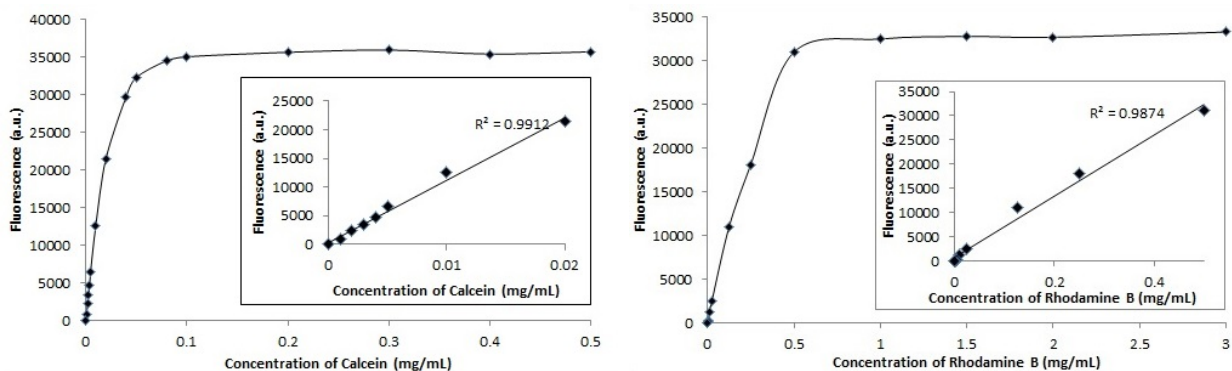 40000
35000
30000
25000
20000
15000
10000
5000
0
Fluorescence (a.u.)
0 0.1 0.2 0.3 0.4 0.5
Concentration of Calcein (mg/mL)
25000
20000
15000
10000
5000
0
Fluorescence (a.u.)
R² = 0.9912
0 0.01 0.02
Concentration of Calcein (mg/mL)
35000
30000
25000
20000
15000
10000
5000
0
Fluorescence (a.u.)
0 0.5 1 1.5 2 2.5 3
Concentration of Rhodamine B (mg/mL)
35000
30000
25000
20000
15000
10000
5000
0
Fluorescence (a.u.)
R² = 0.9874
0 0.2 0.4
Concentration of Rhodamine B (mg/mL)